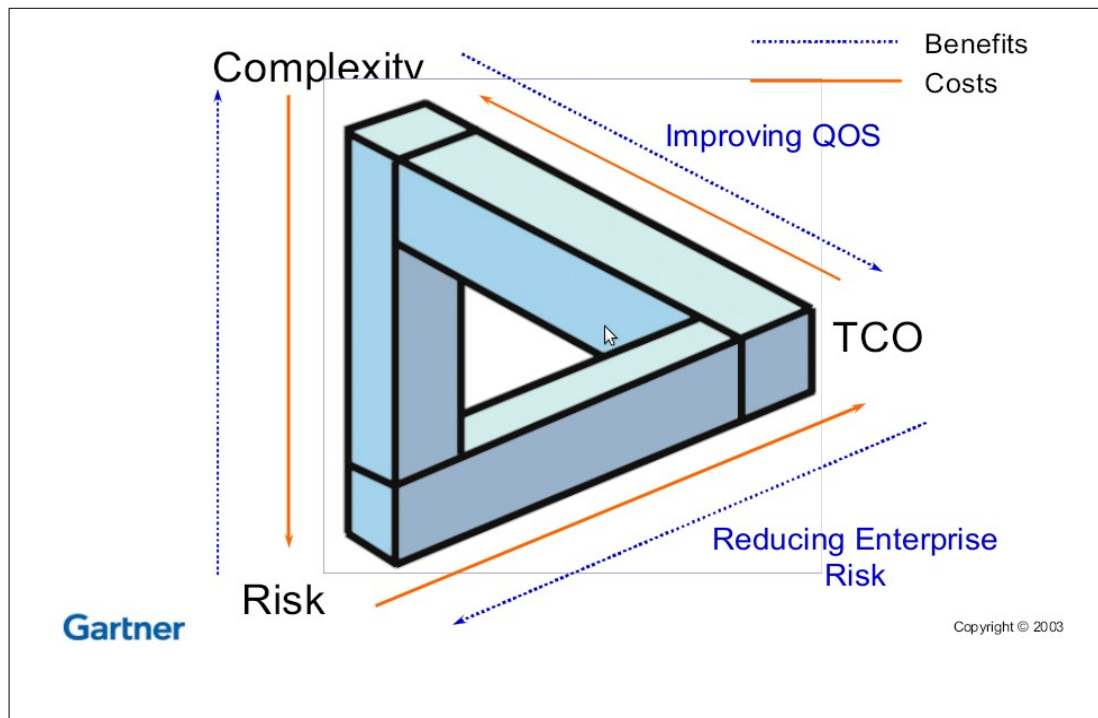 Complexity
Benefits
Costs
Improving QOS
TCO
Reducing Enterprise
Risk
Risk
Gartner
Copyright © 2003